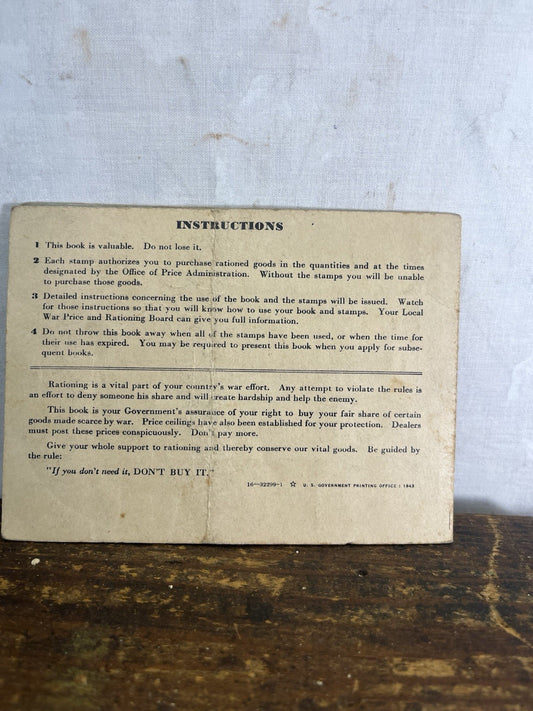 INSTRUCTIONS
1 This book is valuable. Do not lose it.
2 Each stamp authorizes you to purchase rationed goods in the quantities and at the times
designated by the Office of Price Administration. Without the stamps you will be unable
to purchase those goods.
3 Detailed instructions concerning the use of the book and the stamps will be issued. Watch
for those instructions so that you will know how to use your book and stamps. Your Local
War Price and Rationing Board can give you full information.
4 Do not throw this book away when all of the stamps have been used, or when the time for
their use has expired. You may be required to present this book when you apply for subse-
quent books.
Rationing is a vital part of your country's war effort. Any attempt to violate the rules is
an effort to deny someone his share and will create hardship and help the enemy.
This book is your Government's assurance of your right to buy your fair share of certain
goods made scarce by war. Price ceilings have also been established for your protection. Dealers
must post these prices conspicuously. Don't pay more.
Give your whole support to rationing and thereby conserve our vital goods. Be guided by
the rule:
"If you don't need it, DON'T BUY IT."
16—32299-1 ☆ U. S. GOVERNMENT PRINTING OFFICE : 1943